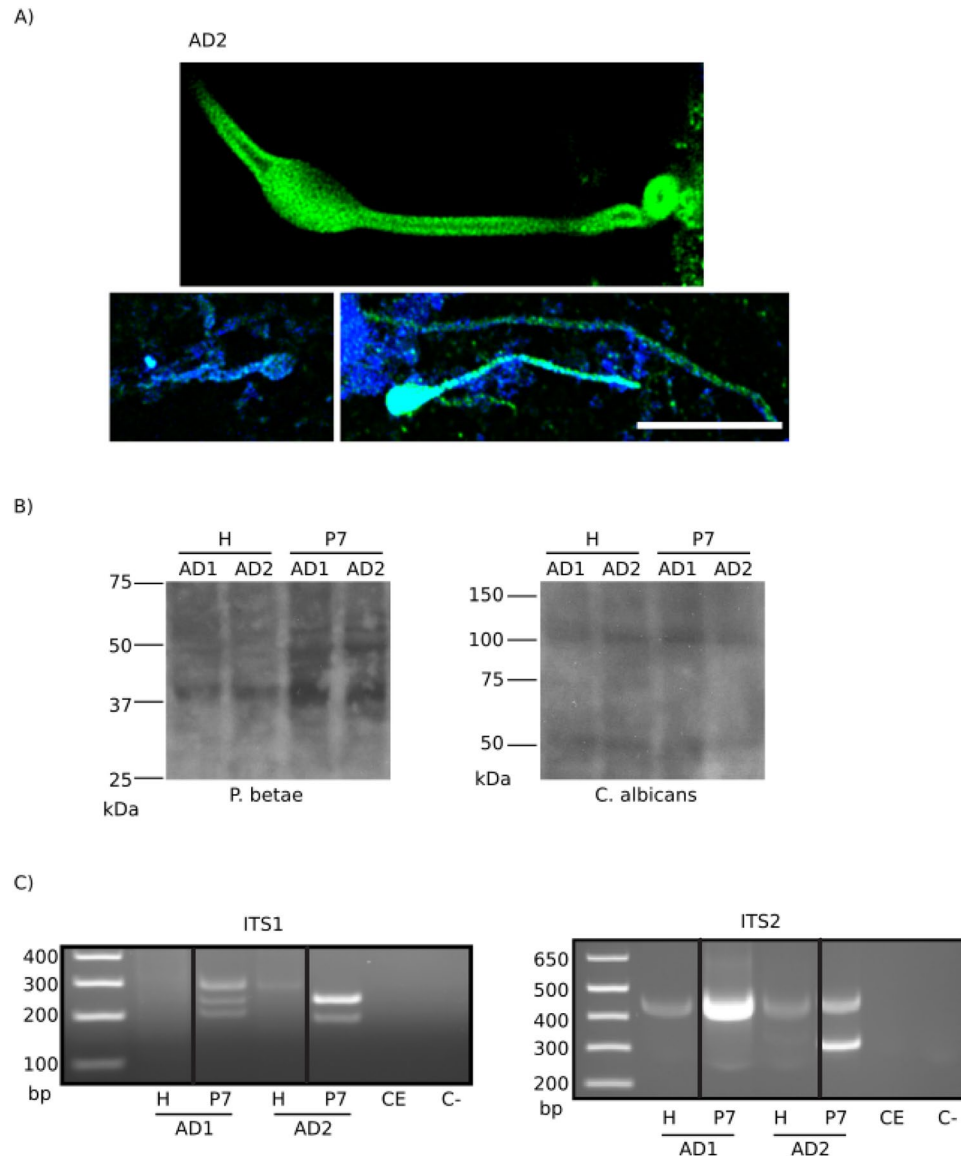 A)
AD2
B)
H P7
AD1 AD2 AD1 AD2
75
50
37
25
kDa
P. betae
H P7
AD1 AD2 AD1 AD2
150
100
75
50
kDa
C. albicans
C)
ITS1
400
300
200
100
bp
H P7 H P7 CE C-
AD1 AD2
ITS2
650
500
400
300
200
bp
H P7 H P7 CE C-
AD1 AD2